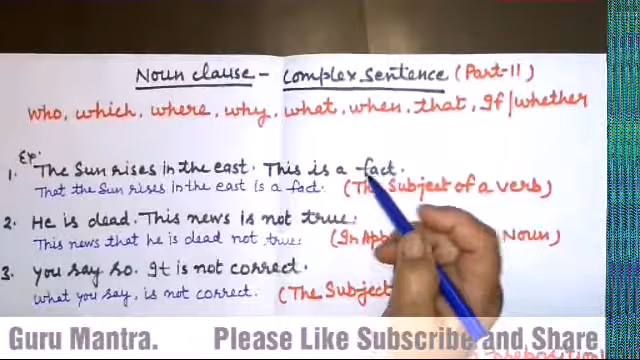 Noun clause - Complex Sentence (Part-II)
who, which, where, why, what, when, that, If/whether
Ex:
1. The Sun rises in the east. This is a fact.
That the Sun rises in the east is a fact. (The Subject of a verb)
2. He is dead. This news is not true.
This news that he is dead not true. (In App Noun)
3. You say so. It is not correct.
what you say, is not correct. (The Subject
Guru Mantra. Please Like Subscribe and Share
preposition)